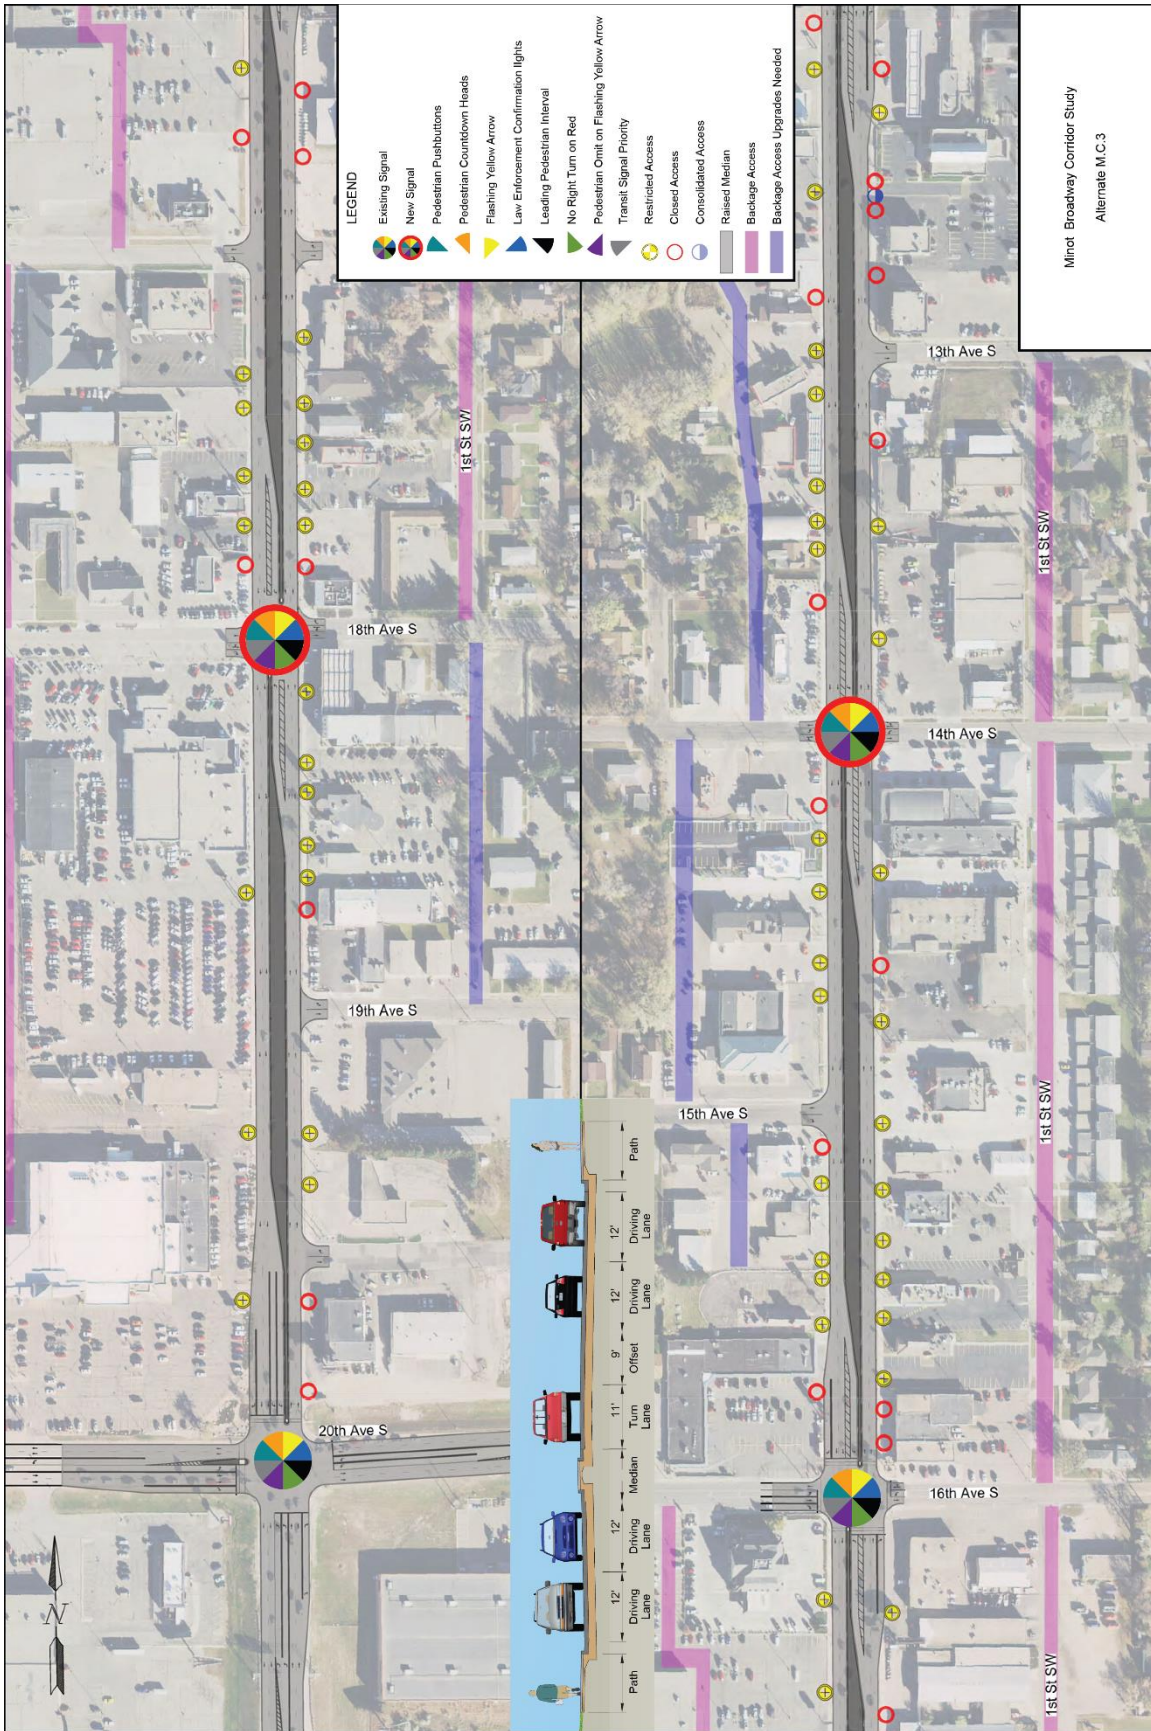 LEGEND
Existing Signal
New Signal
Pedestrian Pushbuttons
Pedestrian Countdown Heads
Flashing Yellow Arrow
Law Enforcement Confirmation lights
Leading Pedestrian Interval
No Right Turn on Red
Pedestrian Omit on Flashing Yellow Arrow
Transit Signal Priority
Restricted Access
Closed Access
Consolidated Access
Raised Median
Backage Access
Backage Access Upgrades Needed
Minot Broadway Corridor Study
Alternate M.C.3
1st St SW
18th Ave S
19th Ave S
20th Ave S
N
13th Ave S
1st St SW
14th Ave S
15th Ave S
1st St SW
16th Ave S
1st St SW
Path
12'
Driving
Lane
12'
Driving
Lane
Median
11'
Turn
Lane
9'
Offset
12'
Driving
Lane
12'
Driving
Lane
Path